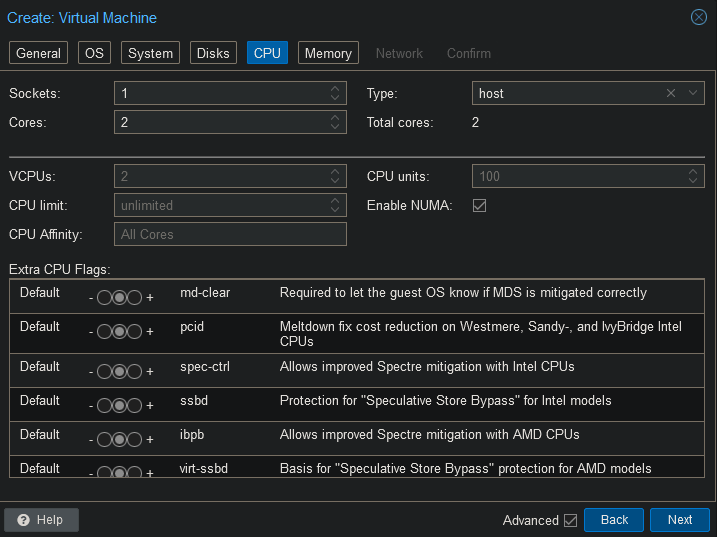 Create: Virtual Machine
General OS System Disks CPU Memory Network Confirm
Sockets: 1 Type: host
Cores: 2 Total cores: 2
VCPUs: 2 CPU units: 100
CPU limit: unlimited Enable NUMA:
CPU Affinity: All Cores
Extra CPU Flags:
Default - + md-clear Required to let the guest OS know if MDS is mitigated correctly
Default - + pcid Meltdown fix cost reduction on Westmere, Sandy-, and IvyBridge Intel
CPUs
Default - + spec-ctrl Allows improved Spectre mitigation with Intel CPUs
Default - + ssbd Protection for "Speculative Store Bypass" for Intel models
Default - + ibpb Allows improved Spectre mitigation with AMD CPUs
Default - + virt-ssbd Basis for "Speculative Store Bypass" protection for AMD models
? Help Advanced Back Next